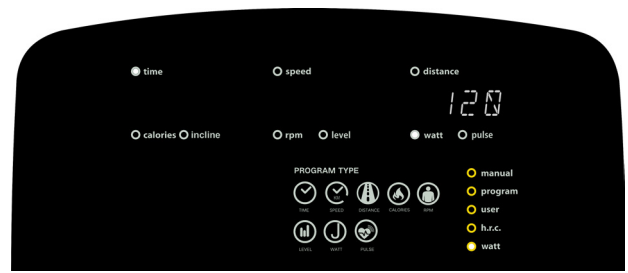 time speed distance
120
calories incline rpm level watt pulse
PROGRAM TYPE
manual
program
user
h.r.c.
watt
TIME SPEED DISTANCE CALORIES RPM
LEVEL WATT PULSE